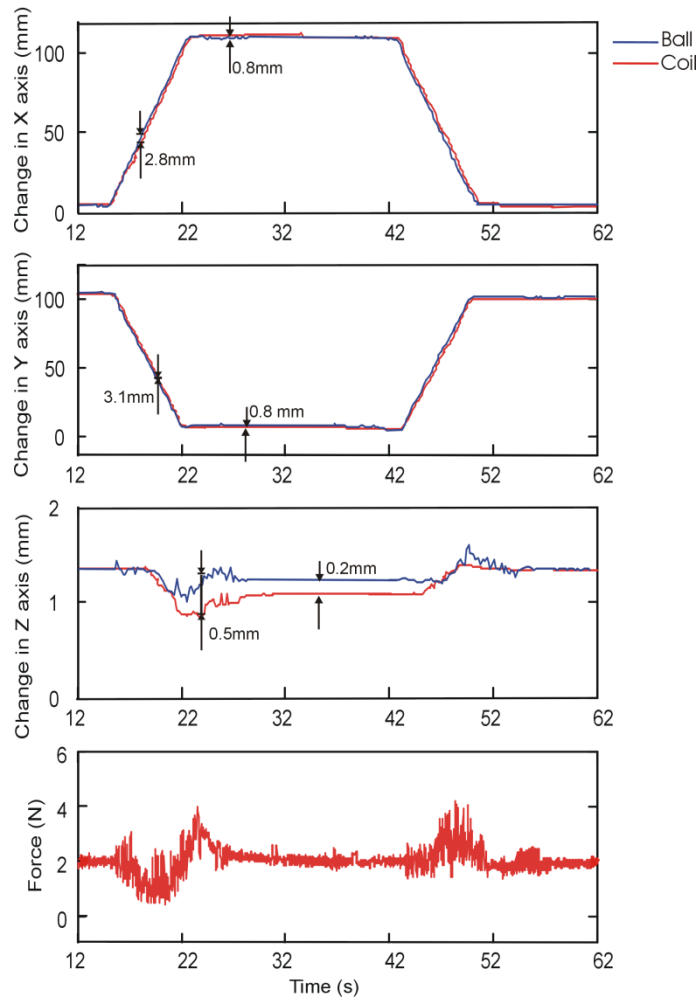 Ball
Coil
Change in X axis (mm)
100
50
0
0.8mm
2.8mm
12 22 32 42 52 62
Change in Y axis (mm)
100
50
0
3.1mm
0.8 mm
12 22 32 42 52 62
Change in Z axis (mm)
2
1
0
0.2mm
0.5mm
12 22 32 42 52 62
Force (N)
6
4
2
0
12 22 32 42 52 62
Time (s)